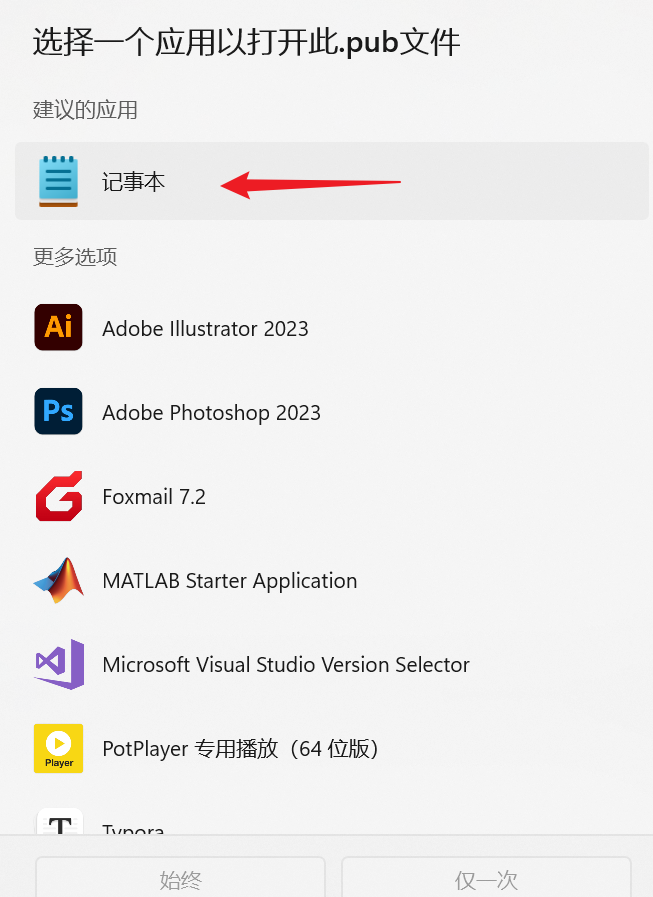 选择一个应用以打开此.pub文件
建议的应用
记事本
更多选项
Ai Adobe Illustrator 2023
Ps Adobe Photoshop 2023
Foxmail 7.2
MATLAB Starter Application
Microsoft Visual Studio Version Selector
PotPlayer 专用播放（64 位版）
Player
T Typora
始终 仅一次